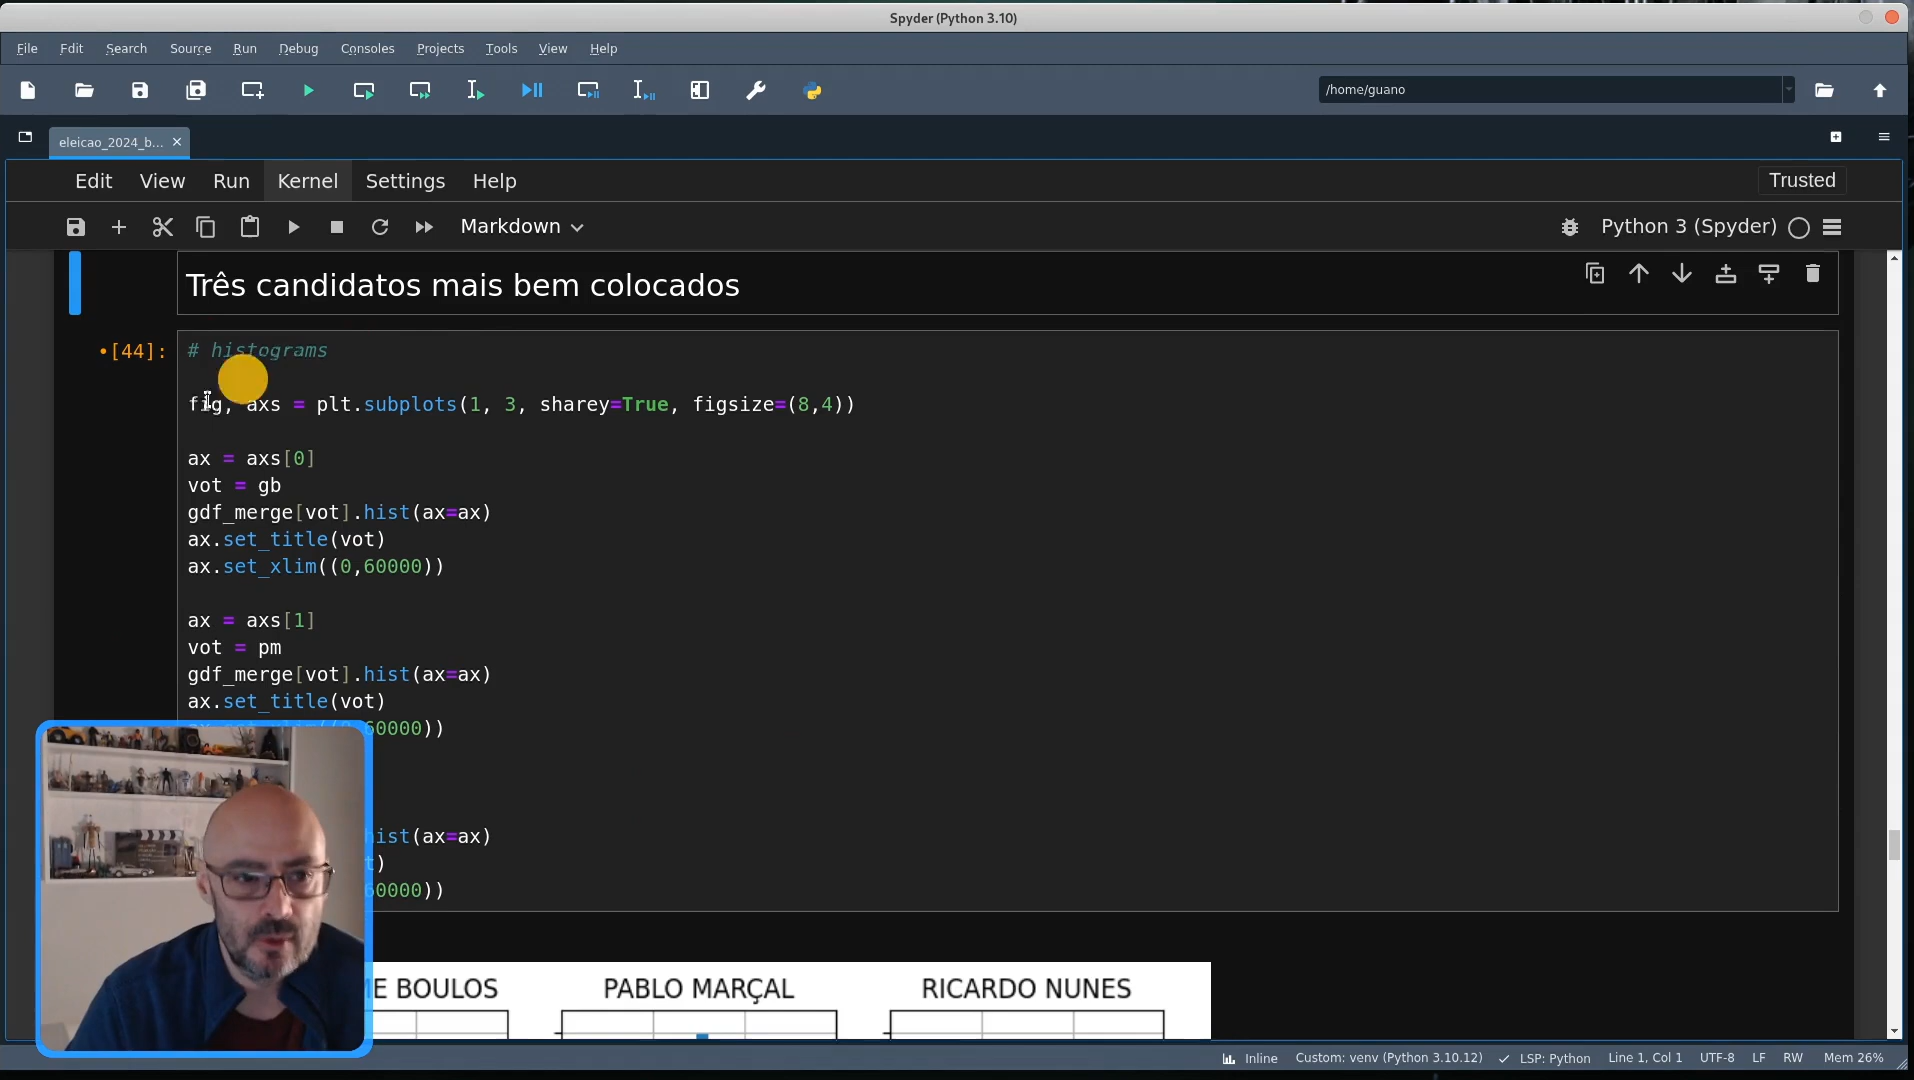 Spyder (Python 3.10)
File Edit Search Source Run Debug Consoles Projects Tools View Help
/home/guano
eleicao_2024_b...
Edit View Run Kernel Settings Help
Trusted
Markdown
Python 3 (Spyder)
Três candidatos mais bem colocados
•[44]:
# histograms
fig, axs = plt.subplots(1, 3, sharey=True, figsize=(8,4))
ax = axs[0]
vot = gb
gdf_merge[vot].hist(ax=ax)
ax.set_title(vot)
ax.set_xlim((0,60000))
ax = axs[1]
vot = pm
gdf_merge[vot].hist(ax=ax)
ax.set_title(vot)
60000))
hist(ax=ax)
t)
60000))
E BOULOS
PABLO MARÇAL
RICARDO NUNES
Inline Custom: venv (Python 3.10.12) LSP: Python Line 1, Col 1 UTF-8 LF RW Mem 26%